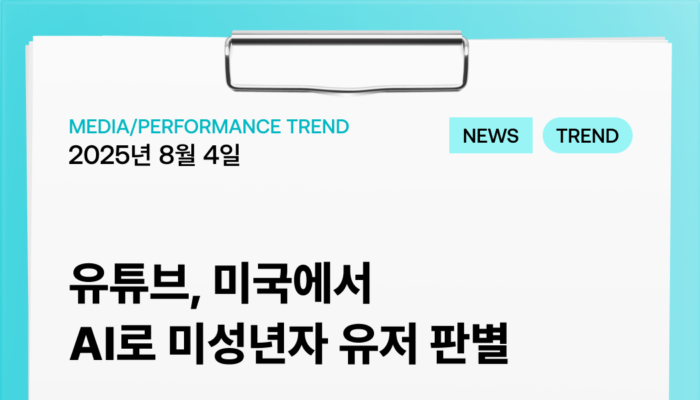 MEDIA/PERFORMANCE TREND
2025년 8월 4일
NEWS
TREND
유튜브, 미국에서
AI로 미성년자 유저 판별